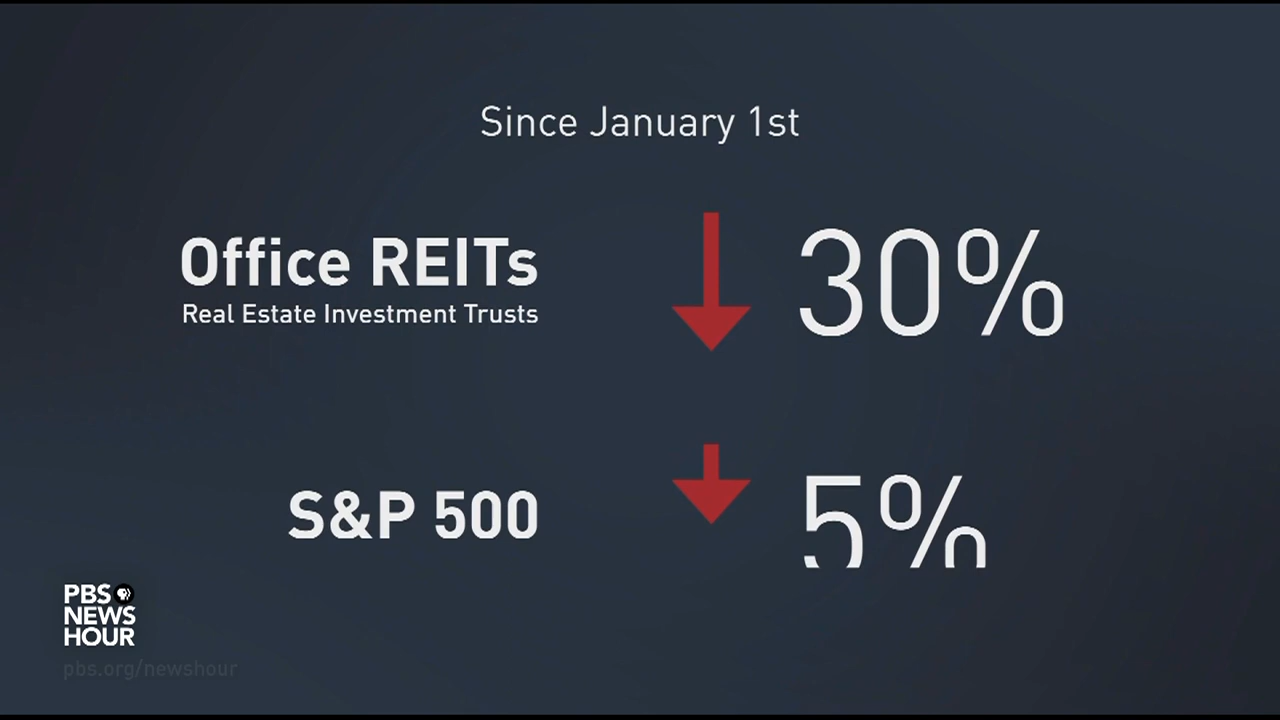 Since January 1st
Office REITs
Real Estate Investment Trusts
30%
S&P 500
5%
PBS
NEWS
HOUR
pbs.org/newshour